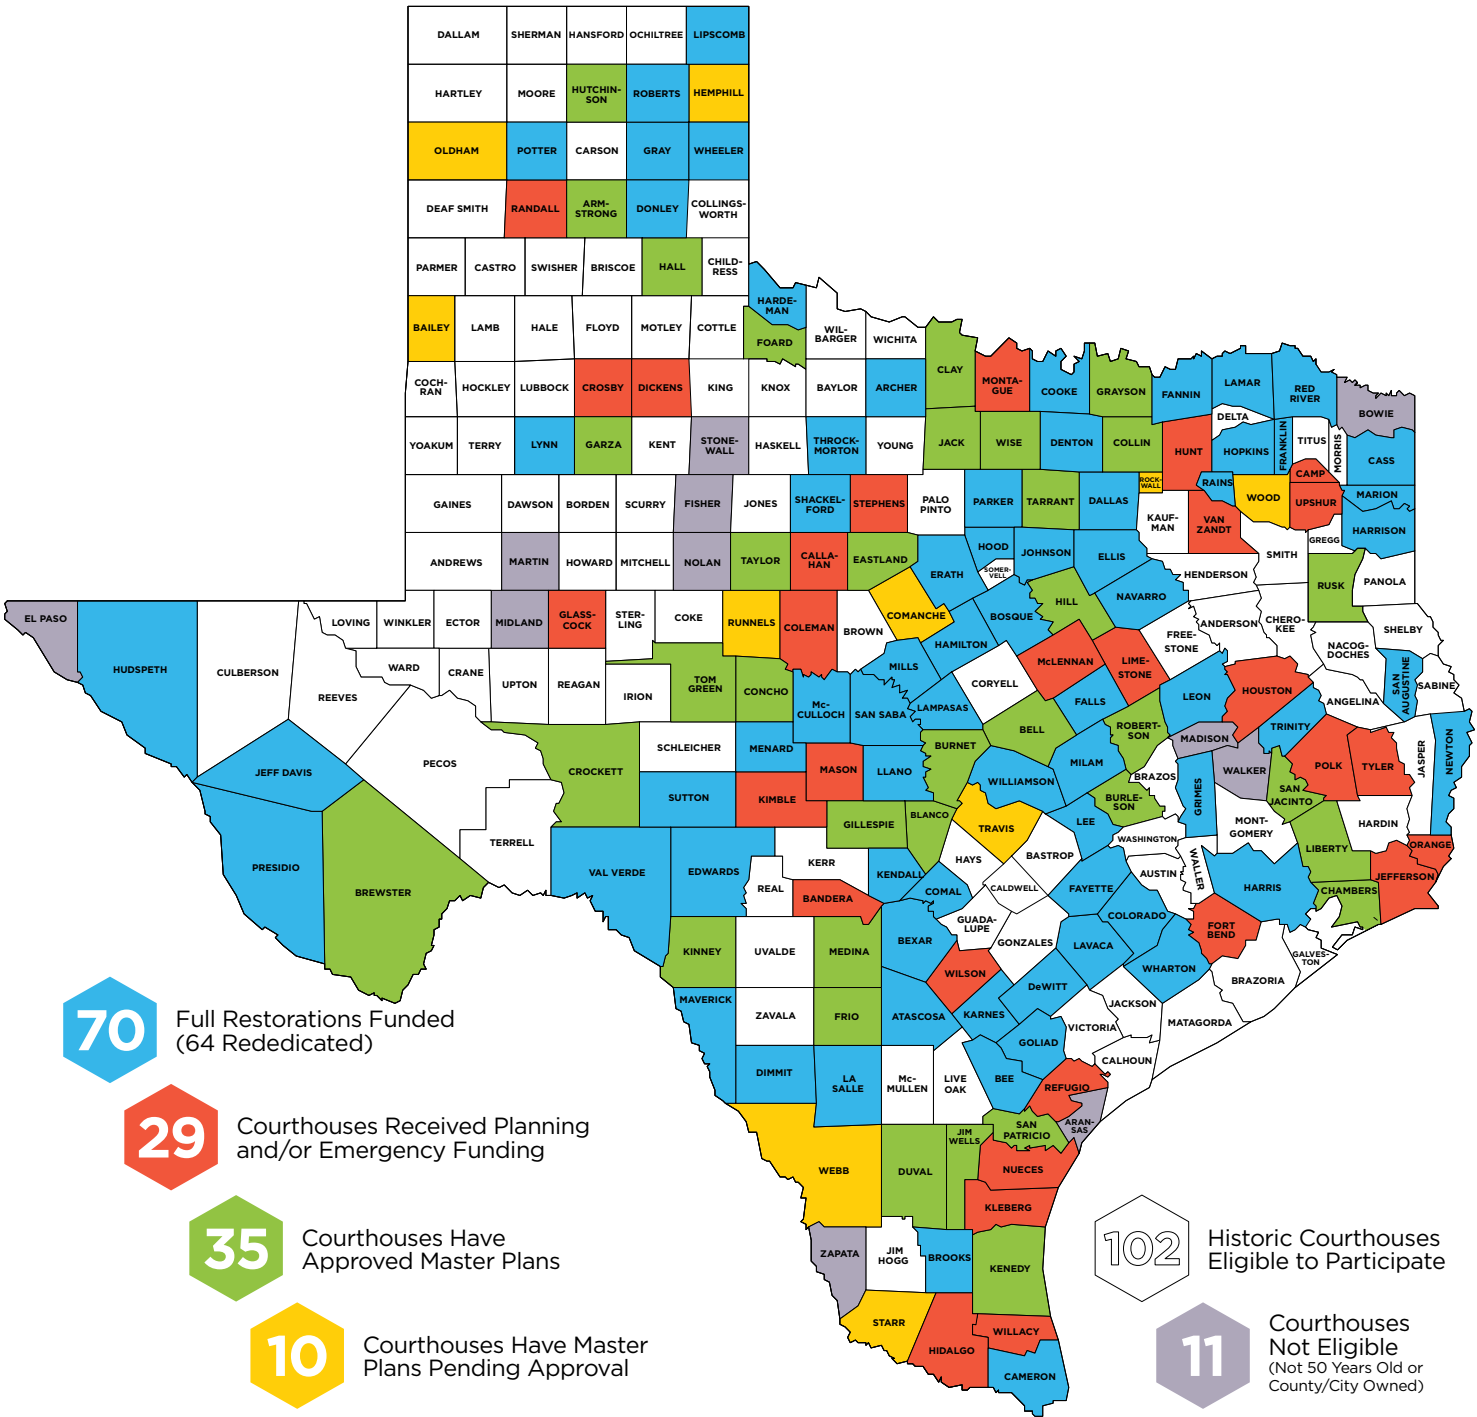 DALLAM
SHERMAN
HANSFORD
OCHILTREE
LIPSCOMB
HARTLEY
MOORE
HUTCHIN-
SON
ROBERTS
HEMPHILL
OLDHAM
POTTER
CARSON
GRAY
WHEELER
DEAF SMITH
RANDALL
ARM-
STRONG
DONLEY
COLLINGS-
WORTH
PARMER
CASTRO
SWISHER
BRISCOE
HALL
CHILD-
RESS
HARDE-
MAN
BAILEY
LAMB
HALE
FLOYD
MOTLEY
COTTLE
FOARD
WIL-
BARGER
WICHITA
CLAY
MONTA-
GUE
COOKE
GRAYSON
FANNIN
LAMAR
RED
RIVER
BOWIE
COCH-
RAN
HOCKLEY
LUBBOCK
CROSBY
DICKENS
KING
KNOX
BAYLOR
ARCHER
DELTA
YOAKUM
TERRY
LYNN
GARZA
KENT
STONE-
WALL
HASKELL
THROCK-
MORTON
YOUNG
JACK
WISE
DENTON
COLLIN
HUNT
HOPKINS
FRANKLIN
TITUS
MORRIS
CASS
CAMP
ROCK-
WALL
RAINS
WOOD
UPSHUR
MARION
GAINES
DAWSON
BORDEN
SCURRY
FISHER
JONES
SHACKEL-
FORD
STEPHENS
PALO
PINTO
PARKER
TARRANT
DALLAS
KAUF-
MAN
VAN
ZANDT
GREGG
HARRISON
SMITH
ANDREWS
MARTIN
HOWARD
MITCHELL
NOLAN
TAYLOR
CALLA-
HAN
EASTLAND
ERATH
HOOD
SOMER-
VELL
JOHNSON
ELLIS
HENDERSON
RUSK
PANOLA
EL PASO
HUDSPETH
CULBERSON
REEVES
LOVING
WINKLER
ECTOR
MIDLAND
GLASS-
COCK
STER-
LING
COKE
RUNNELS
COLEMAN
BROWN
COMANCHE
BOSQUE
HILL
NAVARRO
ANDERSON
CHERO-
KEE
SHELBY
NACOG-
DOCHES
FREE-
STONE
HAMILTON
MILLS
McLENNAN
LIME-
STONE
WARD
CRANE
UPTON
REAGAN
IRION
TOM
GREEN
CONCHO
Mc-
CULLOCH
SAN SABA
LAMPASAS
CORYELL
FALLS
LEON
HOUSTON
ANGELINA
SAN
AUGUSTINE
SABINE
TRINITY
PECOS
JEFF DAVIS
CROCKETT
SCHLEICHER
MENARD
MASON
LLANO
BURNET
BELL
MILAM
ROBERT-
SON
MADISON
WALKER
POLK
TYLER
JASPER
NEWTON
BRAZOS
GRIMES
SAN
JACINTO
WILLIAMSON
BURLE-
SON
SUTTON
KIMBLE
GILLESPIE
BLANCO
TRAVIS
LEE
WASHINGTON
MONT-
GOMERY
LIBERTY
HARDIN
ORANGE
JEFFERSON
CHAMBERS
TERRELL
PRESIDIO
BREWSTER
VAL VERDE
EDWARDS
REAL
KERR
BANDERA
KENDALL
HAYS
BASTROP
CALDWELL
COMAL
FAYETTE
AUSTIN
WALLER
HARRIS
FORT
BEND
GALVES-
TON
BRAZORIA
GUADA-
LUPE
GONZALES
LAVACA
COLORADO
WHARTON
KINNEY
UVALDE
MEDINA
BEXAR
WILSON
DeWITT
JACKSON
MATAGORDA
MAVERICK
ZAVALA
FRIO
ATASCOSA
KARNES
GOLIAD
VICTORIA
CALHOUN
DIMMIT
LA
SALLE
Mc-
MULLEN
LIVE
OAK
BEE
REFUGIO
ARAN-
SAS
SAN
PATRICIO
JIM
WELLS
WEBB
DUVAL
NUECES
KLEBERG
ZAPATA
JIM
HOGG
BROOKS
KENEDY
STARR
HIDALGO
WILLACY
CAMERON
70
Full Restorations Funded
(64 Rededicated)
29
Courthouses Received Planning
and/or Emergency Funding
35
Courthouses Have
Approved Master Plans
10
Courthouses Have Master
Plans Pending Approval
102
Historic Courthouses
Eligible to Participate
11
Courthouses
Not Eligible
(Not 50 Years Old or
County/City Owned)